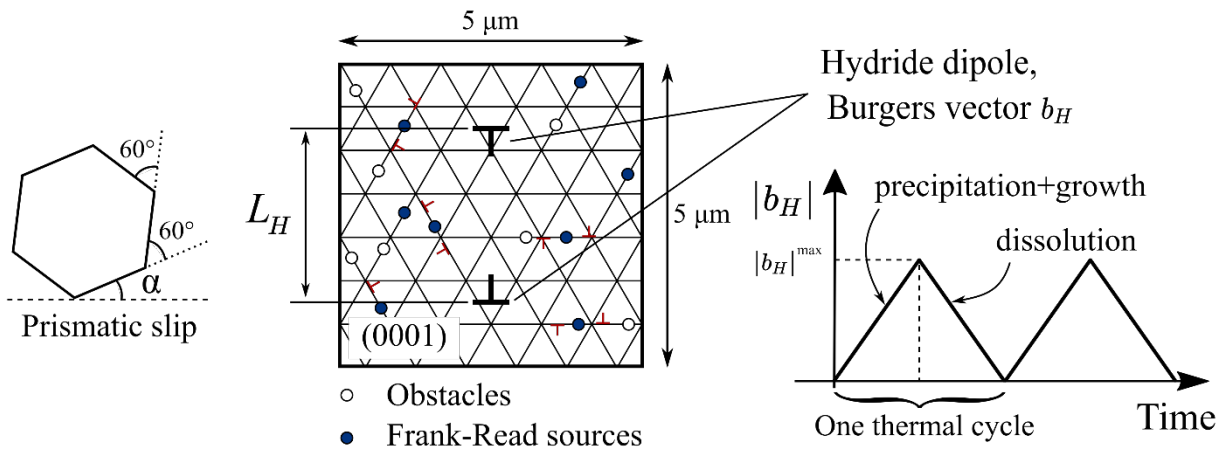 60°
60°
α
Prismatic slip
5 μm
L_H
5 μm
(0001)
Obstacles
Frank-Read sources
Hydride dipole,
Burgers vector b_H
|b_H|
precipitation+growth
|b_H|^max
dissolution
One thermal cycle
Time